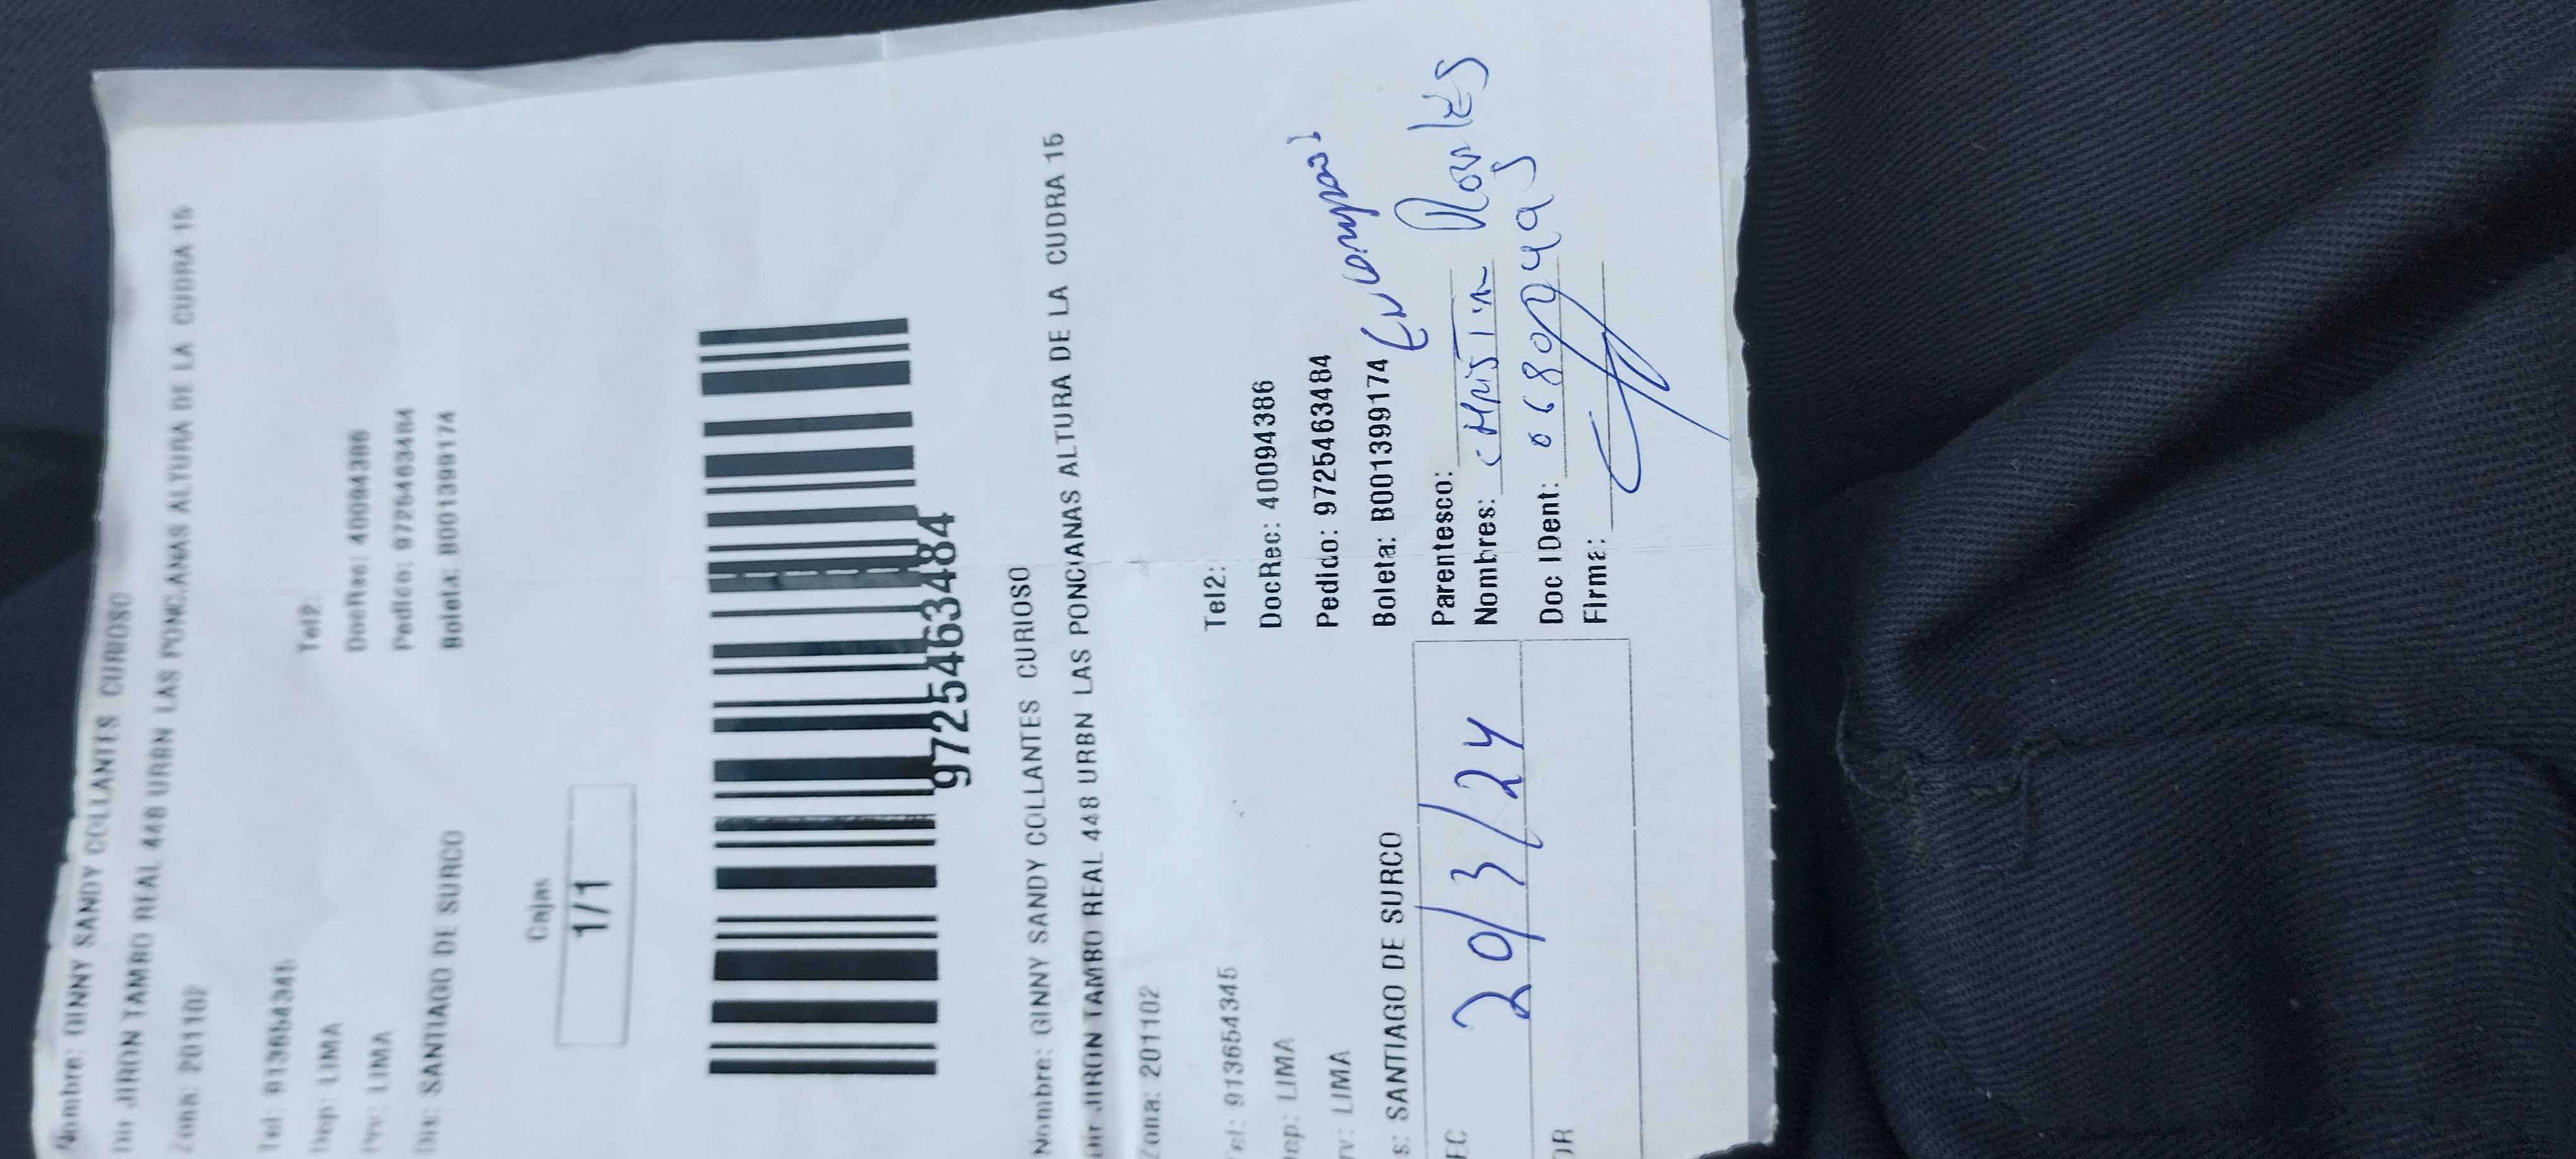 Nombre: GINNY SANDY COLLANTES CURIOSO
Dir JIRON TAMBO REAL 448 URBN LAS PONCIANAS ALTURA DE LA CUDRA 15
Zona: 201102
Tel: 913654345 Tel2:
Dep: LIMA DocRec: 40094386
Prv: LIMA Pedido: 9725463484
Dis: SANTIAGO DE SURCO Boleta: B001399174
Cajas
1/1
9725463484
Nombre: GINNY SANDY COLLANTES CURIOSO
Dir JIRON TAMBO REAL 448 URBN LAS PONCIANAS ALTURA DE LA CUDRA 15
Zona: 201102
Tel: 913654345 Tel2:
Dep: LIMA DocRec: 40094386
rv: LIMA Pedido: 9725463484
s: SANTIAGO DE SURCO Boleta: B001399174
EC 20/3/24 Parentesco:
Nombres:
Doc IDent:
OR Firma: